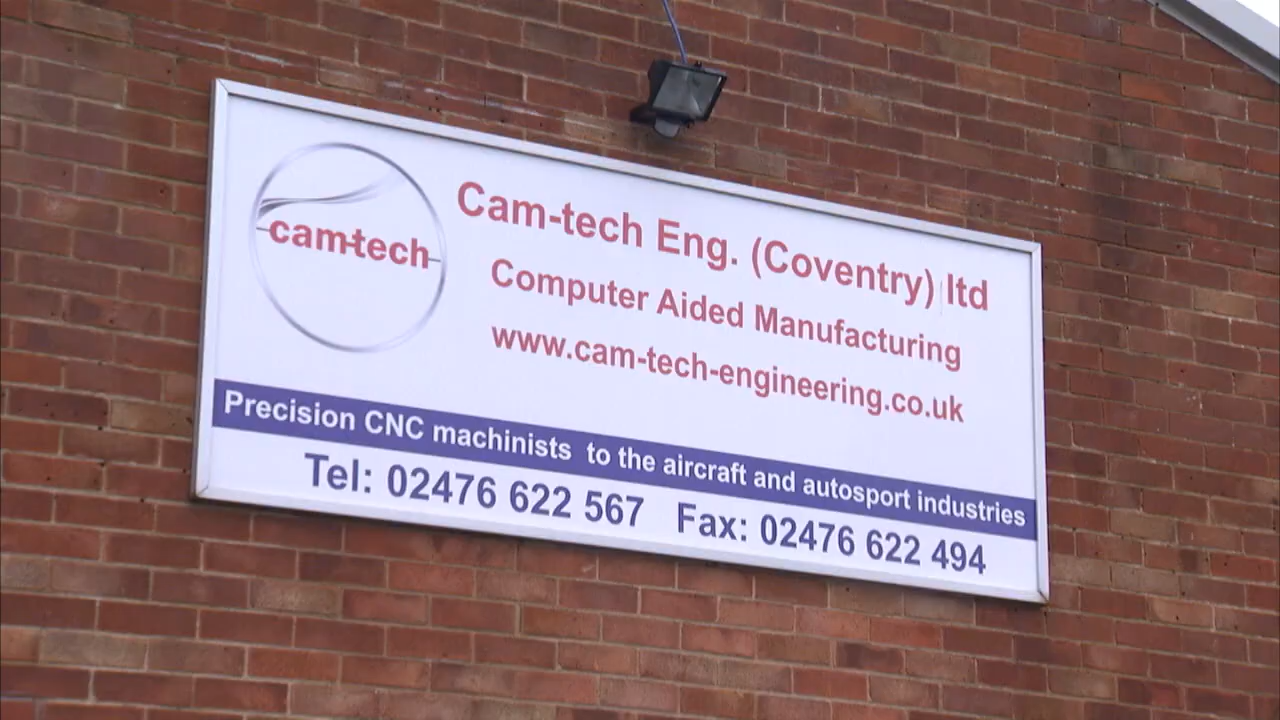 cam-tech
Cam-tech Eng. (Coventry) ltd
Computer Aided Manufacturing
www.cam-tech-engineering.co.uk
Precision CNC machinists to the aircraft and autosport industries
Tel: 02476 622 567 Fax: 02476 622 494